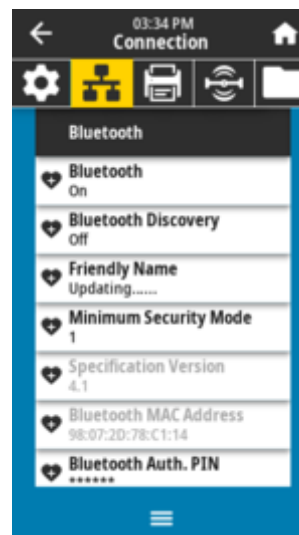 03:34 PM
Connection
Bluetooth
Bluetooth
On
Bluetooth Discovery
Off
Friendly Name
Updating......
Minimum Security Mode
1
Specification Version
4.1
Bluetooth MAC Address
98:07:2D:78:C1:14
Bluetooth Auth. PIN
******